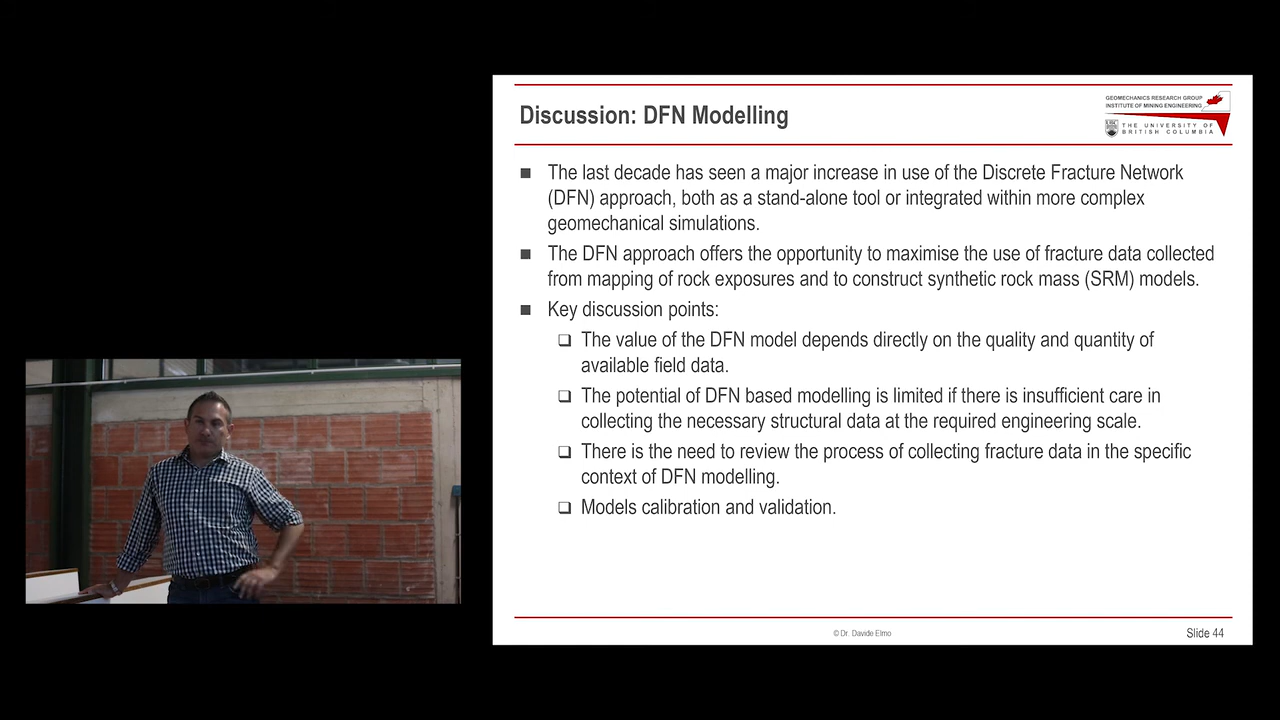 Discussion: DFN Modelling
GEOMECHANICS RESEARCH GROUP
INSTITUTE OF MINING ENGINEERING
THE UNIVERSITY OF
BRITISH COLUMBIA
The last decade has seen a major increase in use of the Discrete Fracture Network
(DFN) approach, both as a stand-alone tool or integrated within more complex
geomechanical simulations.
The DFN approach offers the opportunity to maximise the use of fracture data collected
from mapping of rock exposures and to construct synthetic rock mass (SRM) models.
Key discussion points:
The value of the DFN model depends directly on the quality and quantity of
available field data.
The potential of DFN based modelling is limited if there is insufficient care in
collecting the necessary structural data at the required engineering scale.
There is the need to review the process of collecting fracture data in the specific
context of DFN modelling.
Models calibration and validation.
© Dr. Davide Elmo
Slide 44